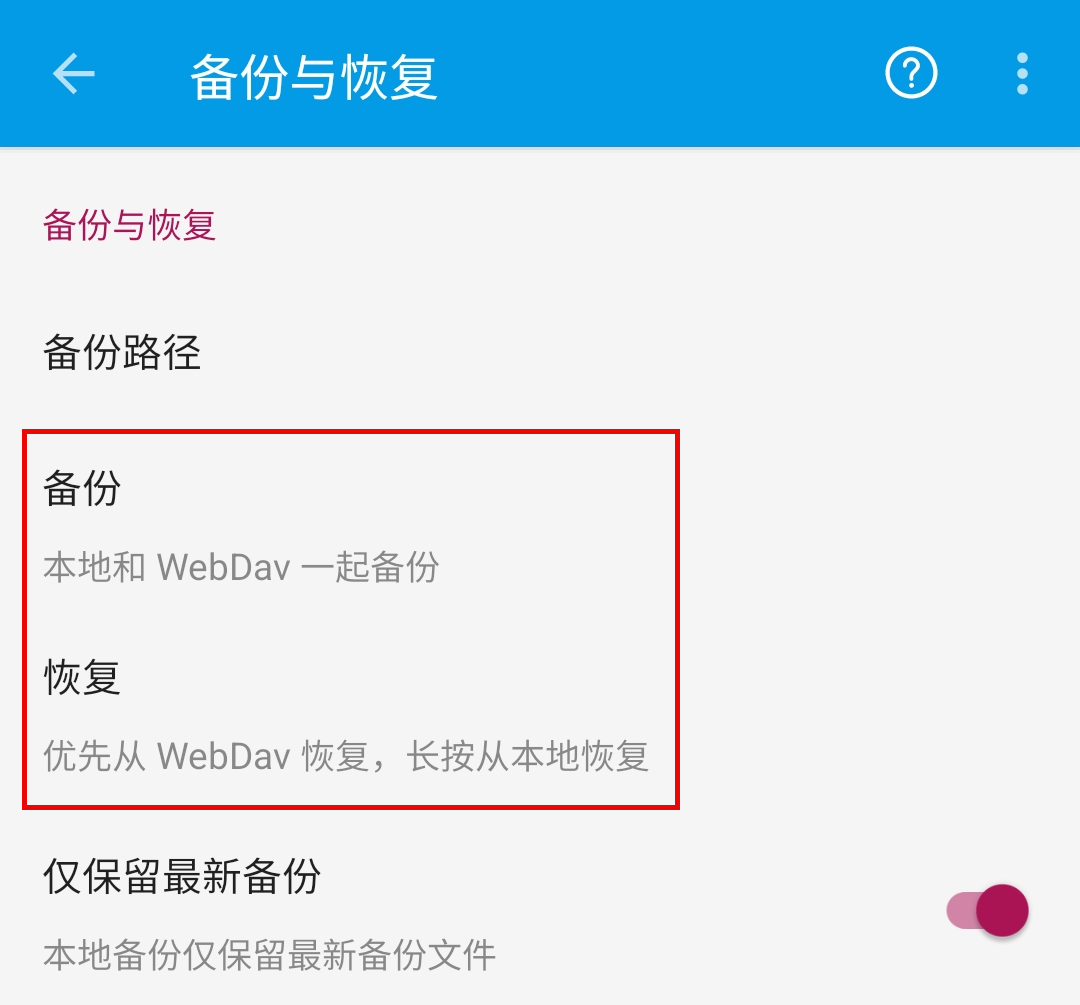 备份与恢复
备份与恢复
备份路径
备份
本地和 WebDav 一起备份
恢复
优先从 WebDav 恢复，长按从本地恢复
仅保留最新备份
本地备份仅保留最新备份文件